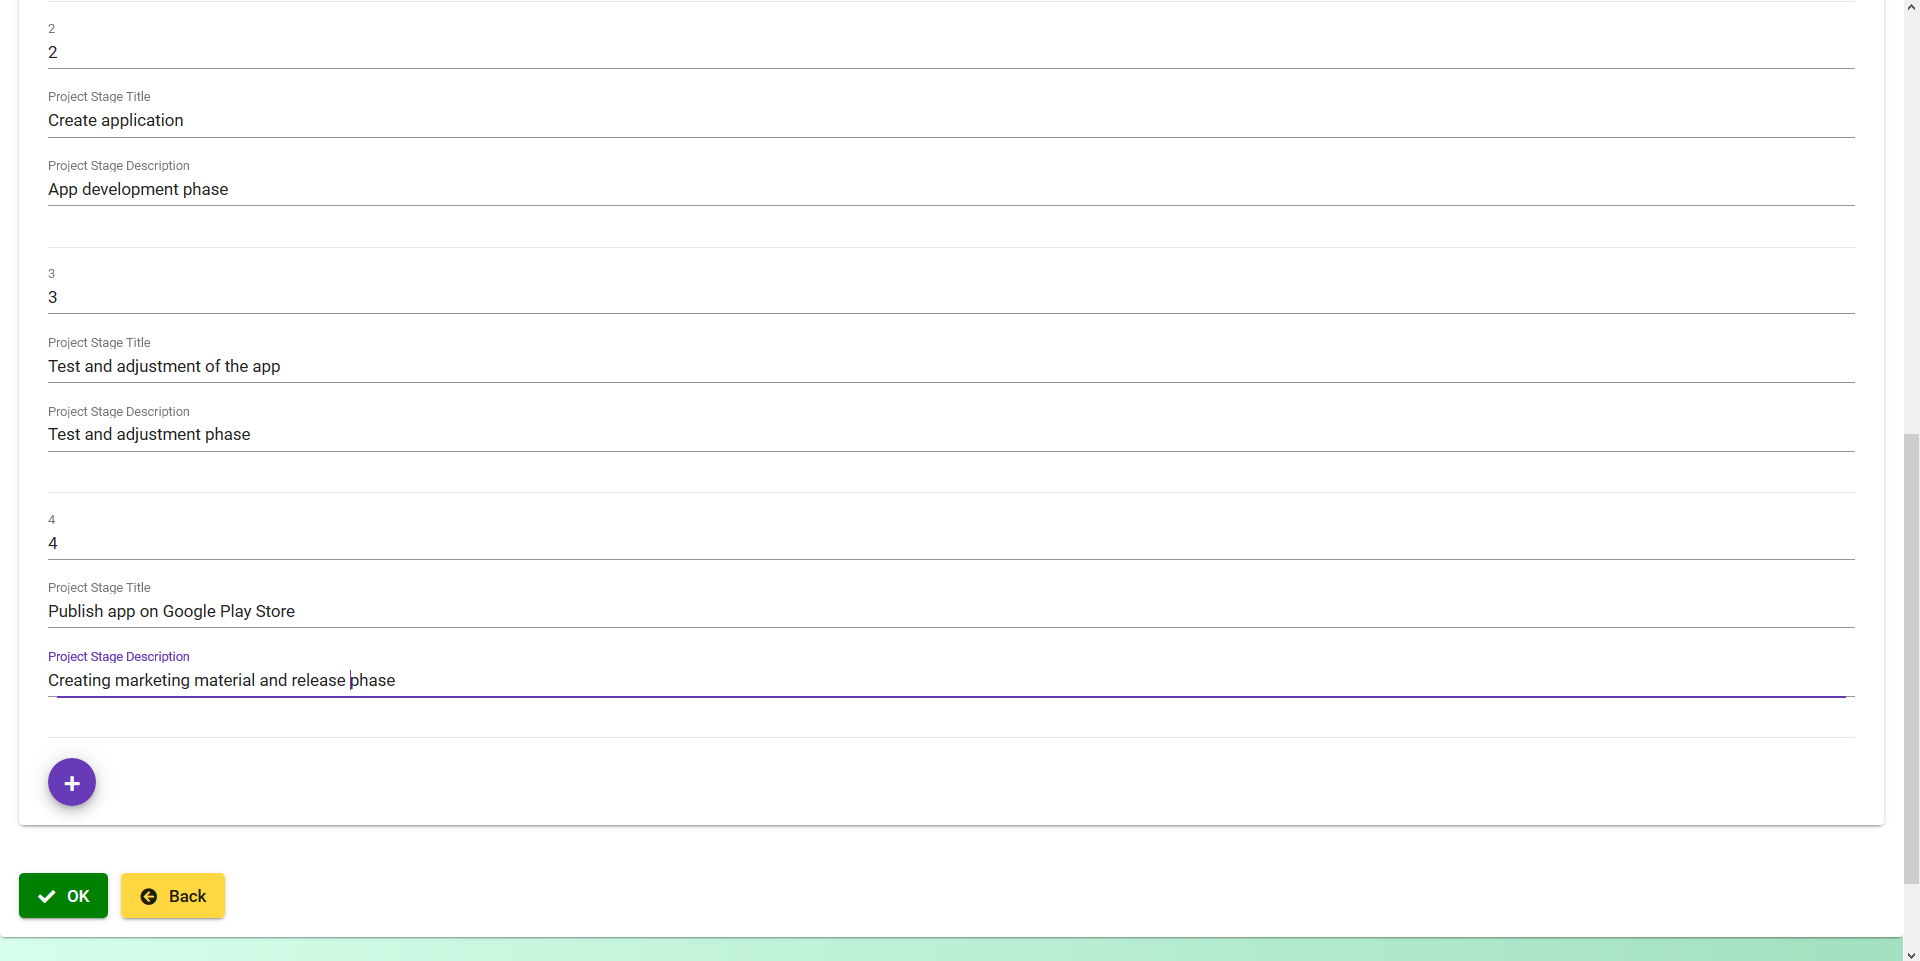 2
2
Project Stage Title
Create application
Project Stage Description
App development phase
3
3
Project Stage Title
Test and adjustment of the app
Project Stage Description
Test and adjustment phase
4
4
Project Stage Title
Publish app on Google Play Store
Project Stage Description
Creating marketing material and release phase
+
OK
Back